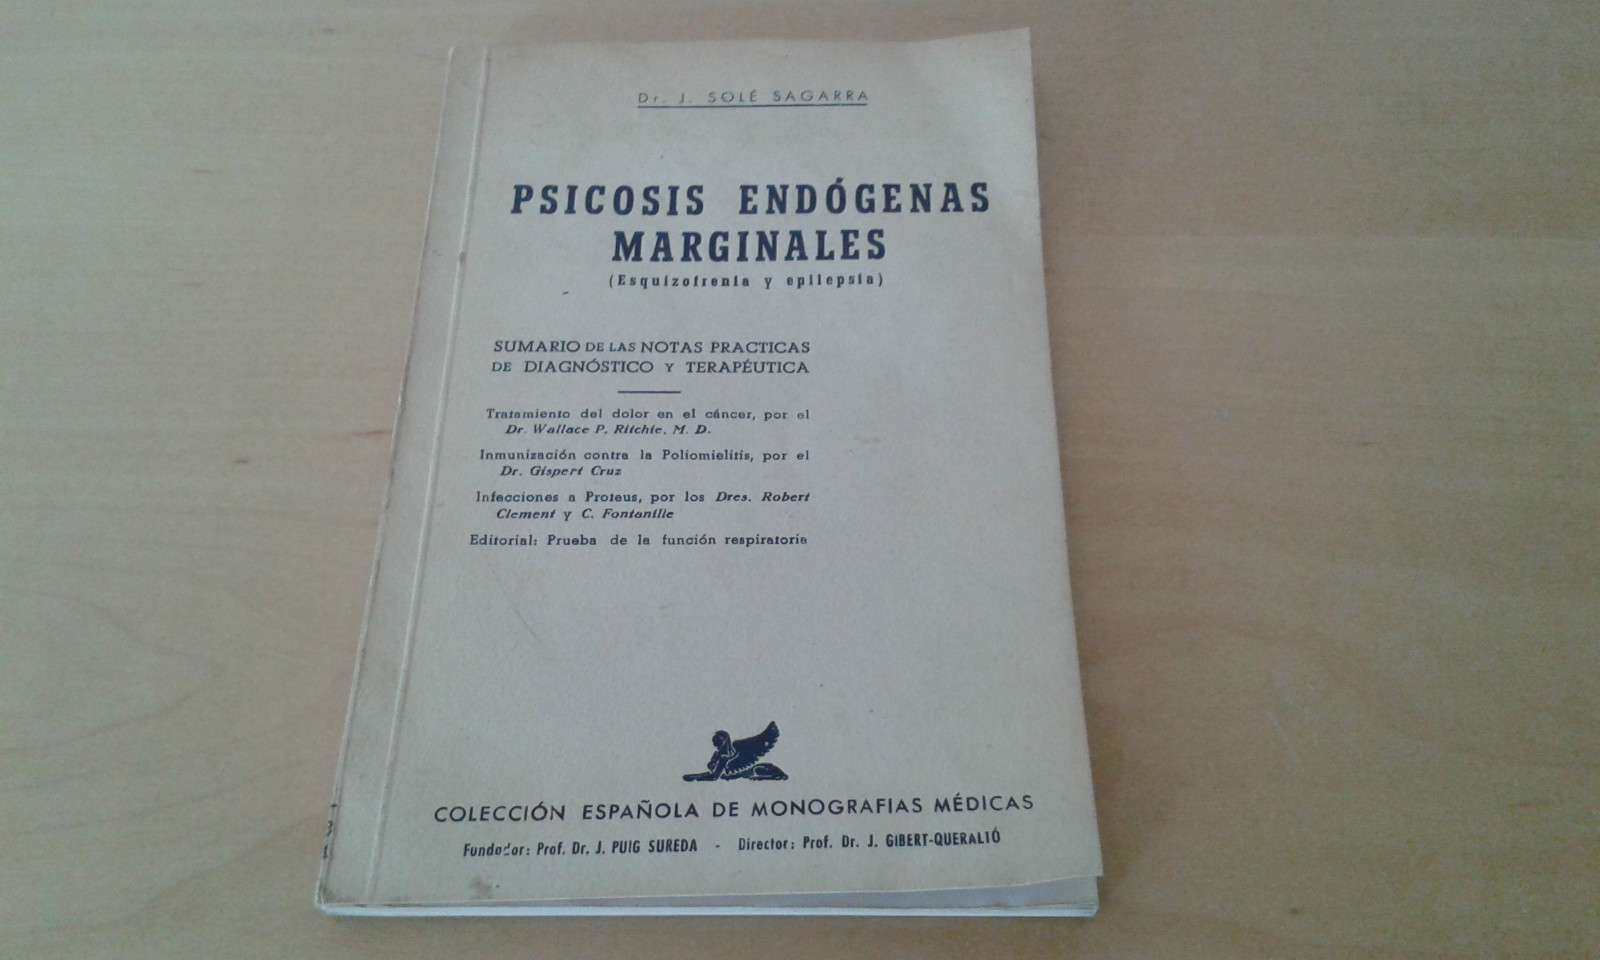 Dr. J. SOLÉ SAGARRA
PSICOSIS ENDÓGENAS
MARGINALES
(Esquizofrenia y epilepsia)
SUMARIO DE LAS NOTAS PRACTICAS
DE DIAGNÓSTICO Y TERAPÉUTICA
Tratamiento del dolor en el cáncer, por el
Dr. Wallace P. Ritchie, M. D.
Inmunización contra la Poliomielitis, por el
Dr. Gispert Cruz
Infecciones a Proteus, por los Dres. Robert
Clement y C. Fontanille
Editorial: Prueba de la función respiratoria
COLECCIÓN ESPAÑOLA DE MONOGRAFIAS MÉDICAS
Fundador: Prof. Dr. J. PUIG SUREDA - Director: Prof. Dr. J. GIBERT-QUERALTÓ